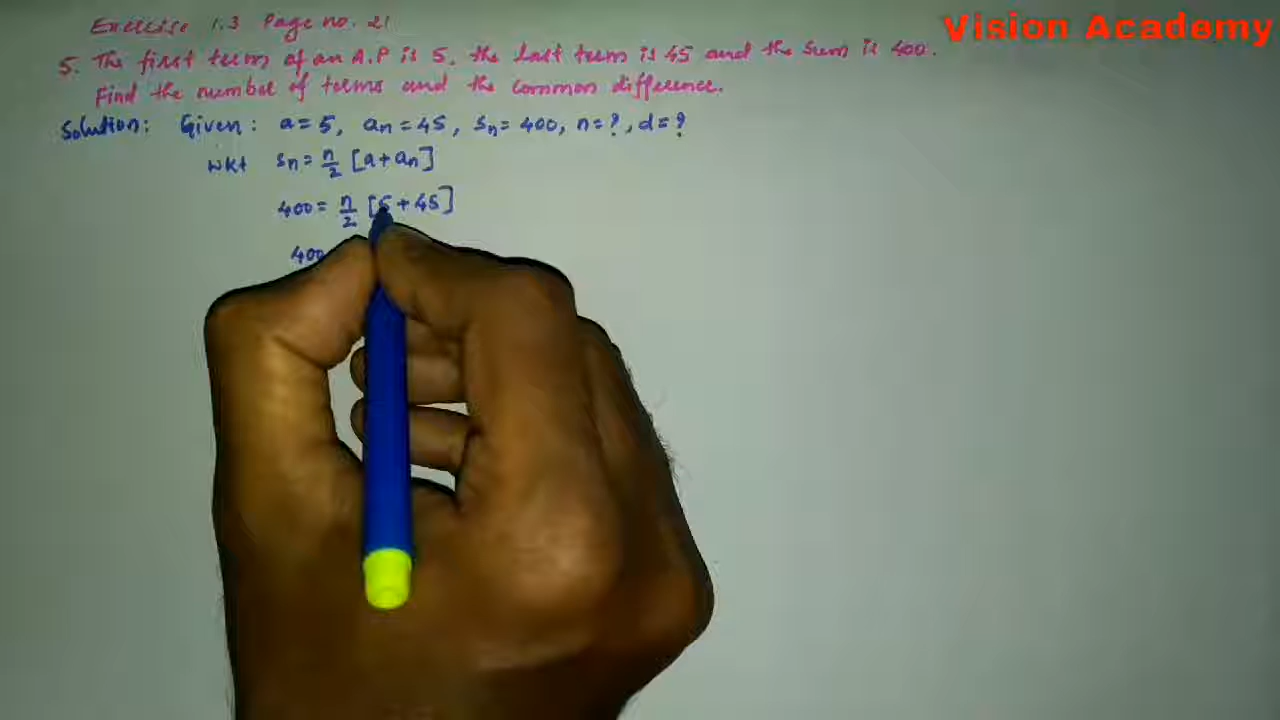 Exercise 1.3 Page no. 21
Vision Academy
5. The first term of an A.P is 5, the last term is 45 and the sum is 400.
Find the number of terms and the common difference.
Solution: Given: a = 5, an = 45, Sn = 400, n = ?, d = ?
WKT Sn = n/2 [a + an]
400 = n/2 [5 + 45]
400